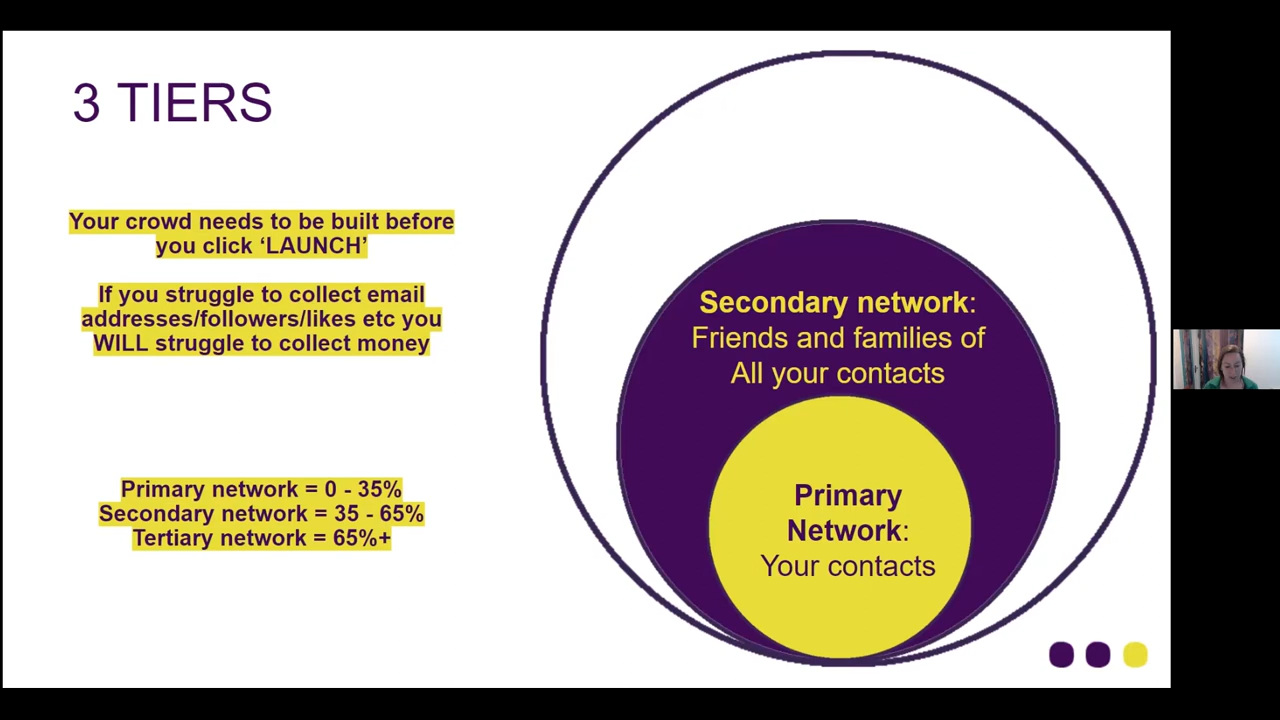 3 TIERS
Your crowd needs to be built before
you click ‘LAUNCH’
If you struggle to collect email
addresses/followers/likes etc you
WILL struggle to collect money
Primary network = 0 - 35%
Secondary network = 35 - 65%
Tertiary network = 65%+
Secondary network:
Friends and families of
All your contacts
Primary
Network:
Your contacts